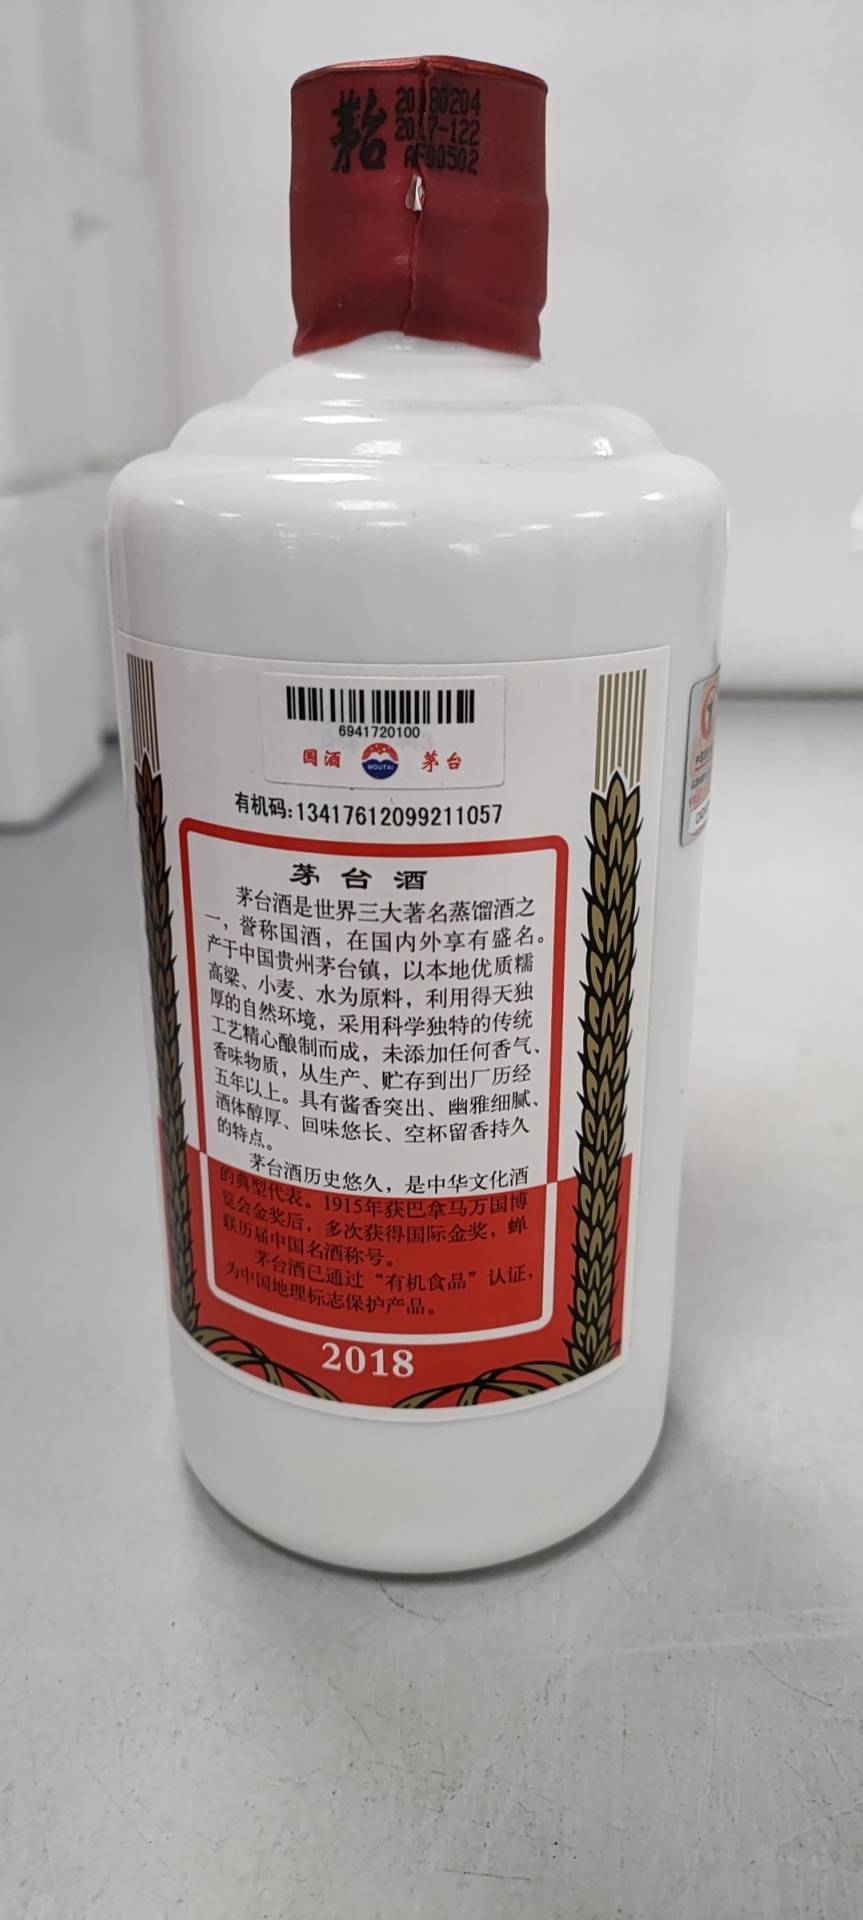 茅台
20180204
2017-122
AF00502
6941720100
国酒
MOUTAI
茅台
有机码:13417612099211057
茅台酒
茅台酒是世界三大著名蒸馏酒之
一，誉称国酒，在国内外享有盛名。
产于中国贵州茅台镇，以本地优质糯
高粱、小麦、水为原料，利用得天独
厚的自然环境，采用科学独特的传统
工艺精心酿制而成，未添加任何香气、
香味物质，从生产、贮存到出厂历经
五年以上。具有酱香突出、幽雅细腻、
酒体醇厚、回味悠长、空杯留香持久
的特点。
茅台酒历史悠久，是中华文化酒
的典型代表。1915年获巴拿马万国博
览会金奖后，多次获得国际金奖，蝉
联历届中国名酒称号。
茅台酒已通过“有机食品”认证，
为中国地理标志保护产品。
2018